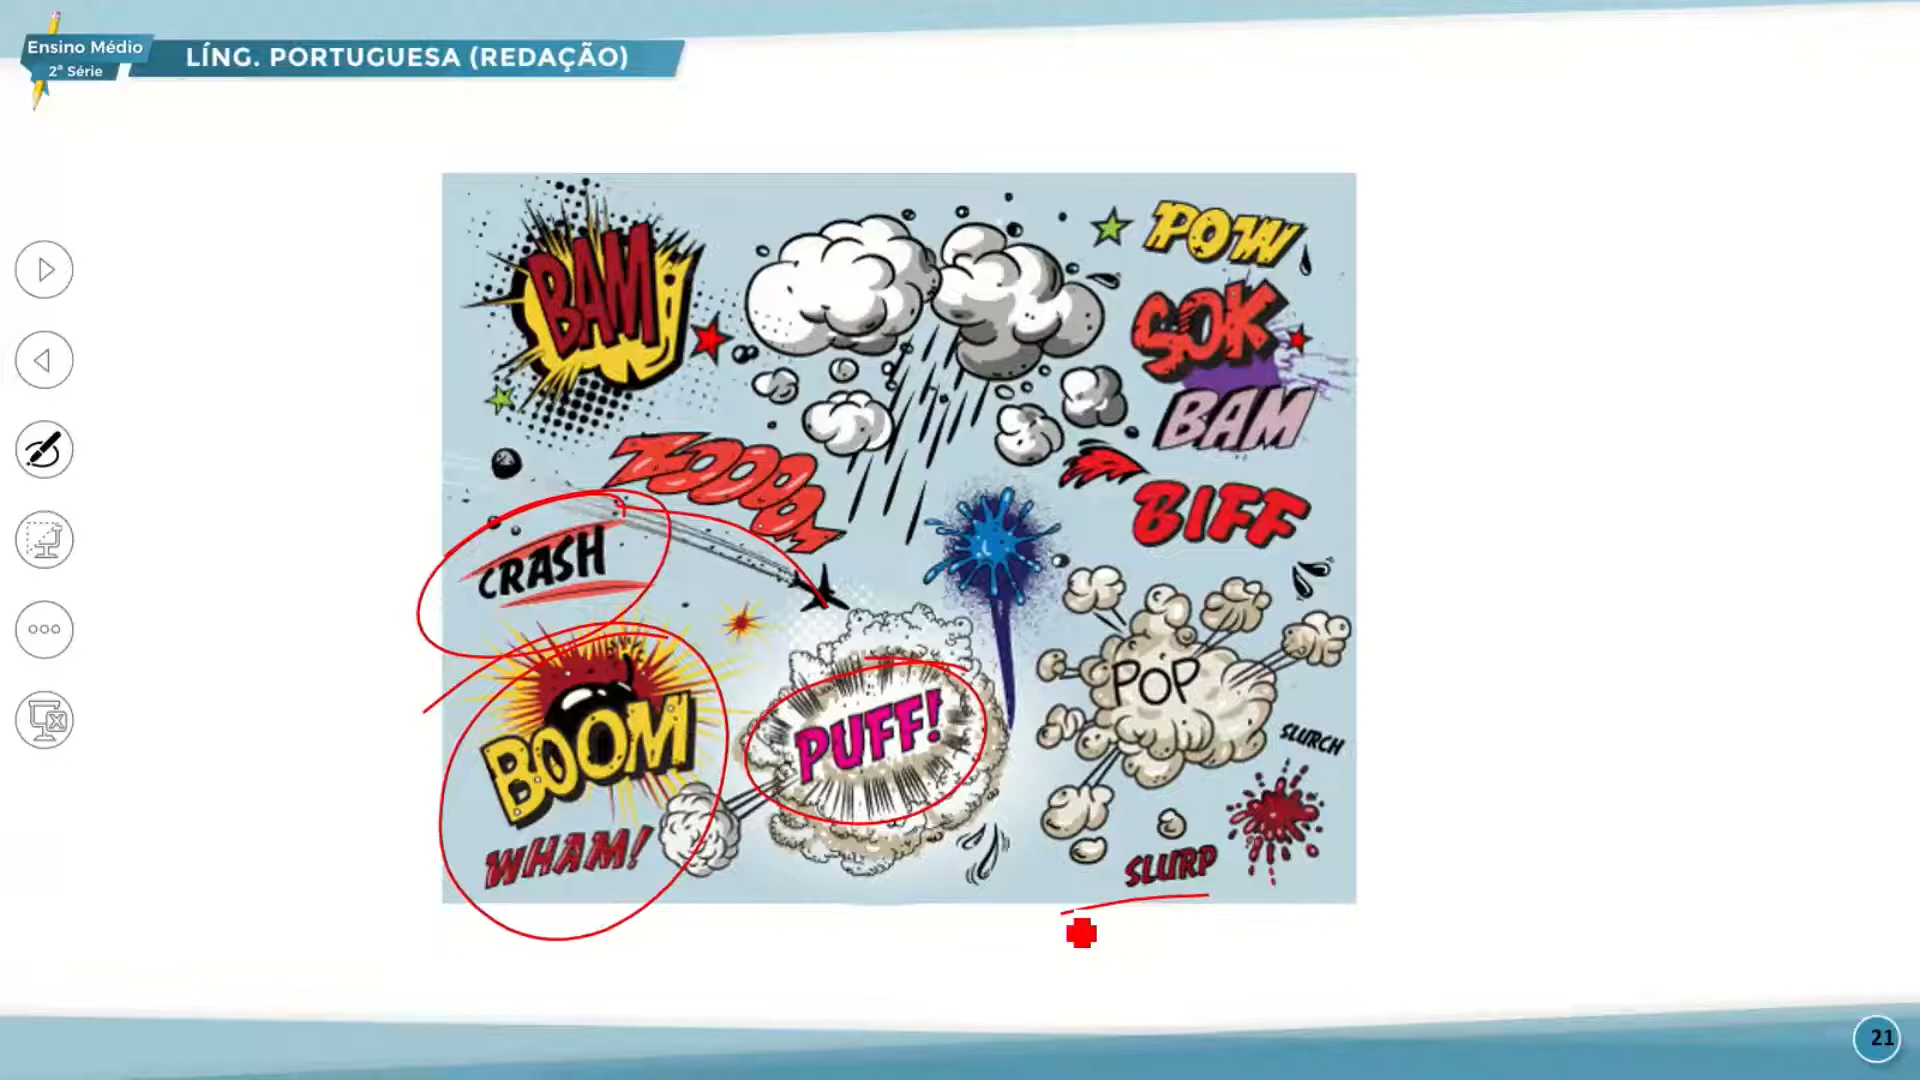 Ensino Médio
2ª Série
LÍNG. PORTUGUESA (REDAÇÃO)
BAM
POW
SOK
BAM
ZOOOOM
BIFF
CRASH
BOOM
PUFF!
POP
SLURCH
WHAM!
SLURP
21